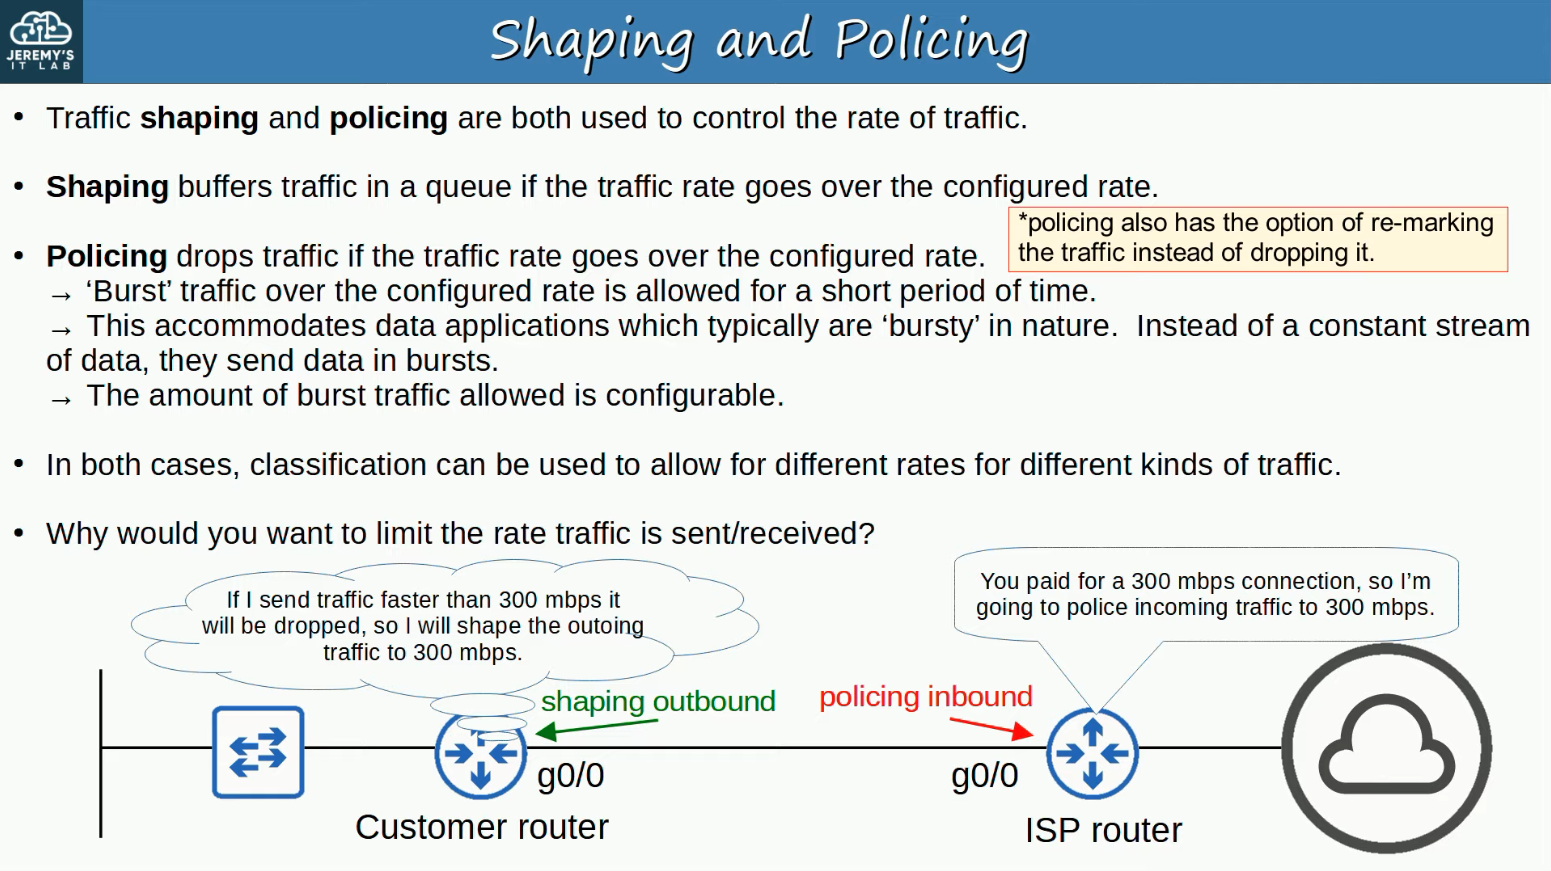 JEREMY'S
IT LAB
Shaping and Policing
• Traffic shaping and policing are both used to control the rate of traffic.
• Shaping buffers traffic in a queue if the traffic rate goes over the configured rate.
*policing also has the option of re-marking
the traffic instead of dropping it.
• Policing drops traffic if the traffic rate goes over the configured rate.
→ ‘Burst’ traffic over the configured rate is allowed for a short period of time.
→ This accommodates data applications which typically are ‘bursty’ in nature.  Instead of a constant stream
of data, they send data in bursts.
→ The amount of burst traffic allowed is configurable.
• In both cases, classification can be used to allow for different rates for different kinds of traffic.
• Why would you want to limit the rate traffic is sent/received?
If I send traffic faster than 300 mbps it
will be dropped, so I will shape the outoing
traffic to 300 mbps.
You paid for a 300 mbps connection, so I’m
going to police incoming traffic to 300 mbps.
shaping outbound
policing inbound
g0/0
g0/0
Customer router
ISP router